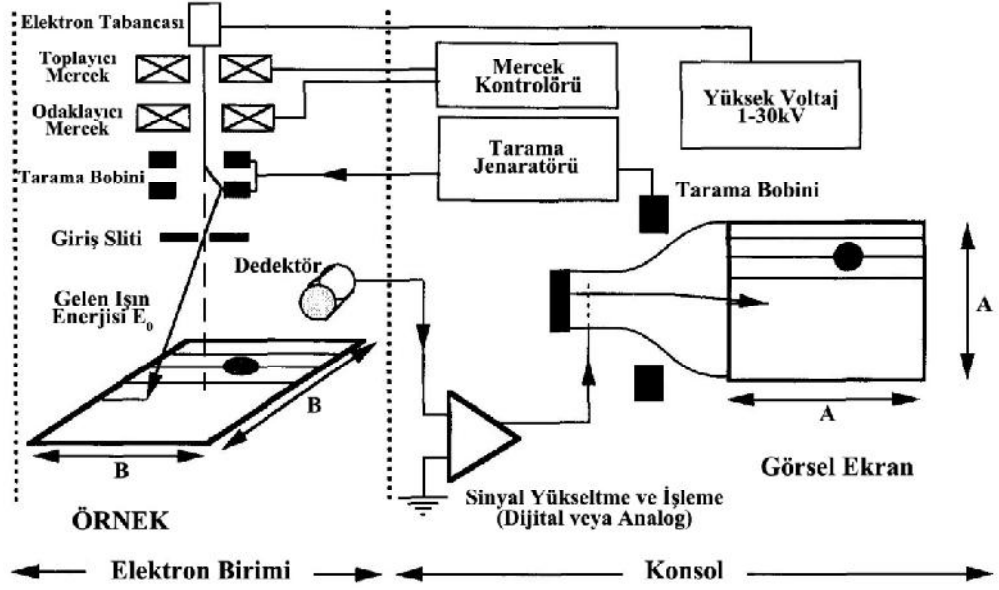 Elektron Tabancası
Toplayıcı
Mercek
Odaklayıcı
Mercek
Tarama Bobini
Giriş Sliti
Gelen Işın
Enerjisi E₀
Dedektör
B
B
ÖRNEK
Elektron Birimi
Mercek
Kontrolörü
Yüksek Voltaj
1-30kV
Tarama
Jenaratörü
Tarama Bobini
A
A
Görsel Ekran
Sinyal Yükseltme ve İşleme
(Dijital veya Analog)
Konsol